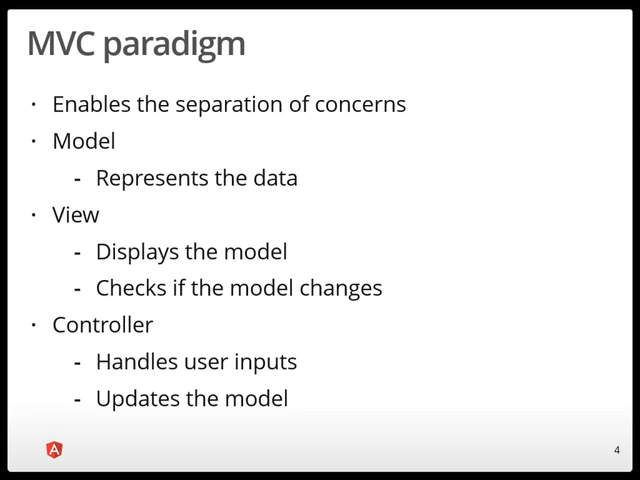 MVC paradigm
· Enables the separation of concerns
· Model
- Represents the data
· View
- Displays the model
- Checks if the model changes
· Controller
- Handles user inputs
- Updates the model
A
4